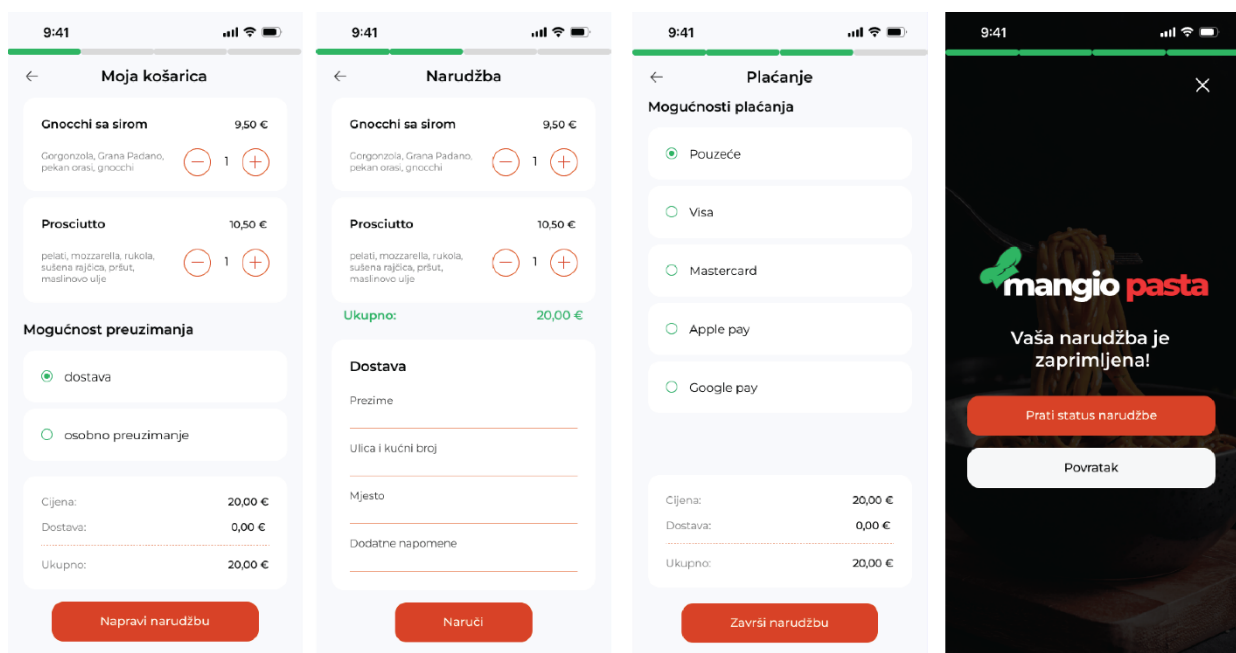 9:41
Moja košarica
Gnocchi sa sirom 9,50 €
Gorgonzola, Grana Padano,
pekan orasi, gnocchi
1
Prosciutto 10,50 €
pelati, mozzarella, rukola,
sušena rajčica, pršut,
maslinovo ulje
1
Mogućnost preuzimanja
dostava
osobno preuzimanje
Cijena: 20,00 €
Dostava: 0,00 €
Ukupno: 20,00 €
Napravi narudžbu
9:41
Narudžba
Gnocchi sa sirom 9,50 €
Gorgonzola, Grana Padano,
pekan orasi, gnocchi
1
Prosciutto 10,50 €
pelati, mozzarella, rukola,
sušena rajčica, pršut,
maslinovo ulje
1
Ukupno: 20,00 €
Dostava
Prezime
Ulica i kućni broj
Mjesto
Dodatne napomene
Naruči
9:41
Plaćanje
Mogućnosti plaćanja
Pouzeće
Visa
Mastercard
Apple pay
Google pay
Cijena: 20,00 €
Dostava: 0,00 €
Ukupno: 20,00 €
Završi narudžbu
9:41
mangio pasta
Vaša narudžba je
zaprimljena!
Prati status narudžbe
Povratak